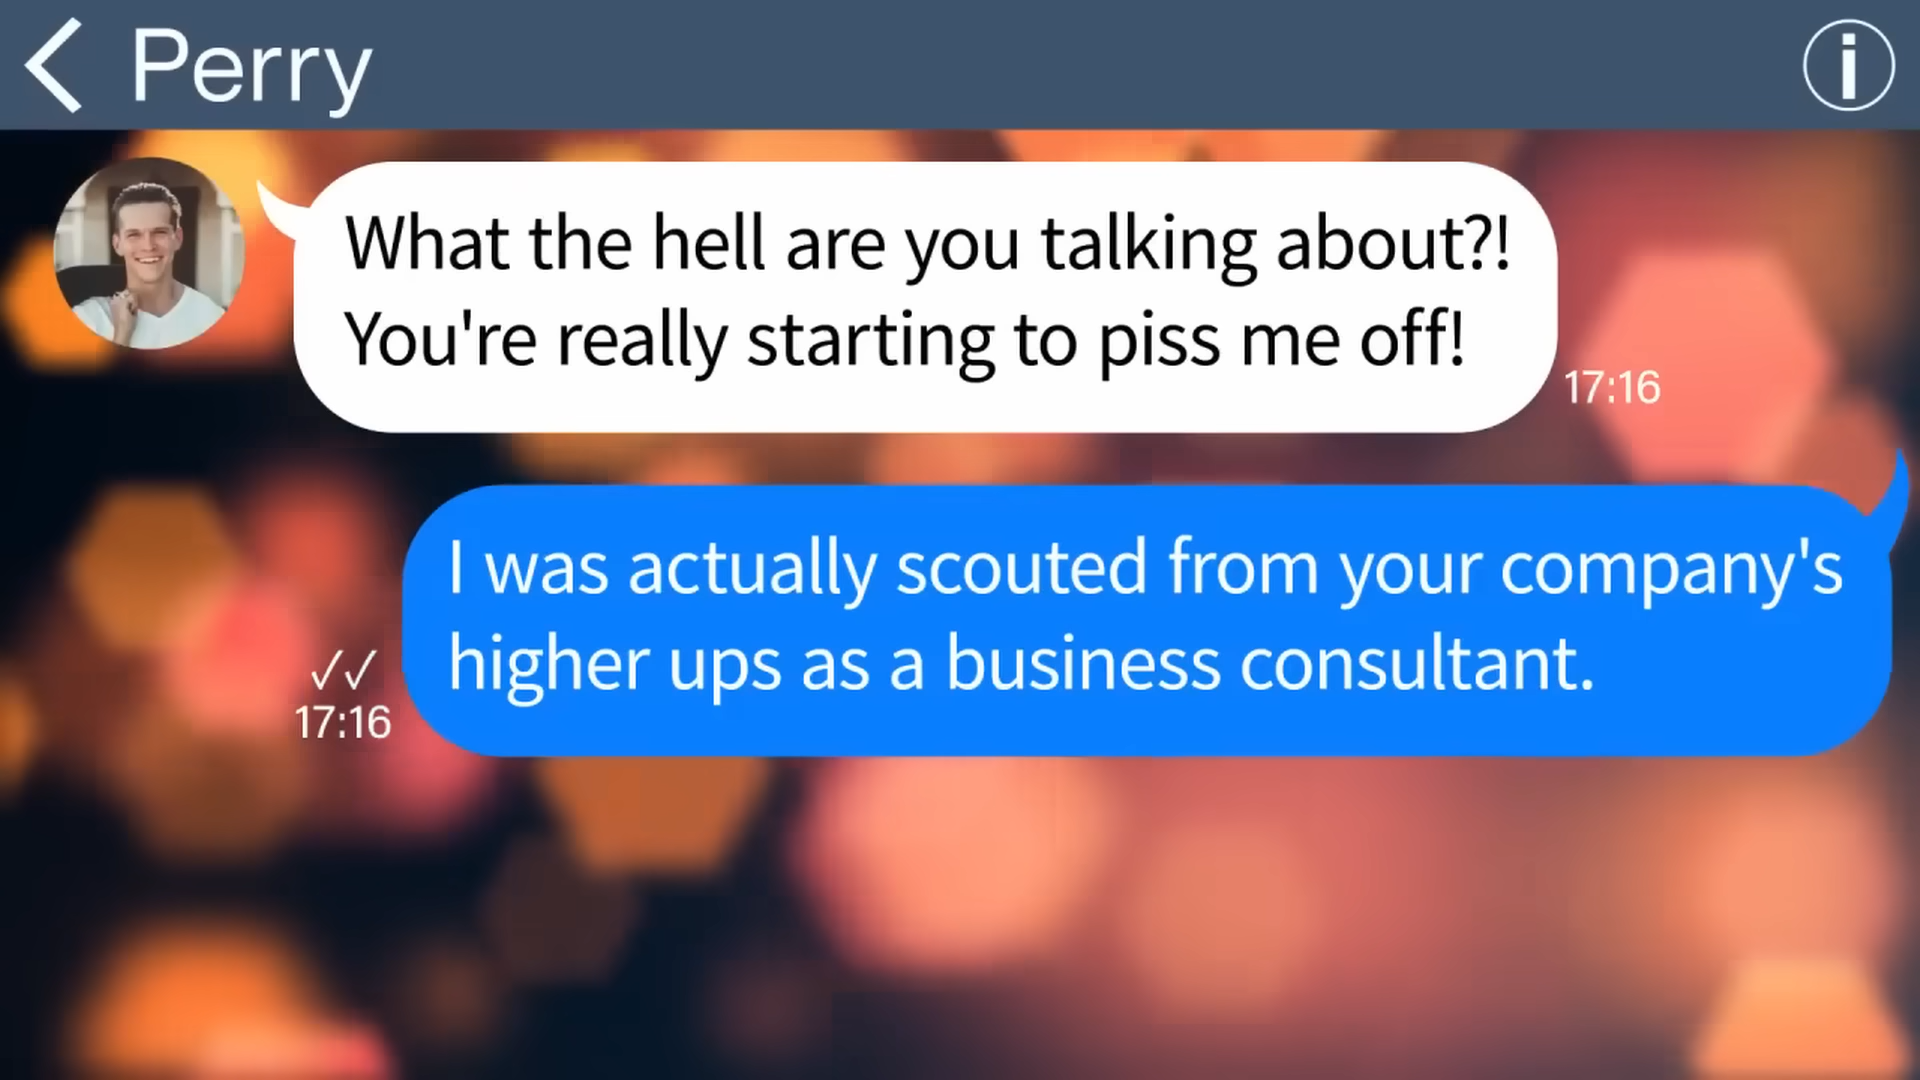 Perry
What the hell are you talking about?!
You're really starting to piss me off!
17:16
I was actually scouted from your company's
higher ups as a business consultant.
✓✓
17:16